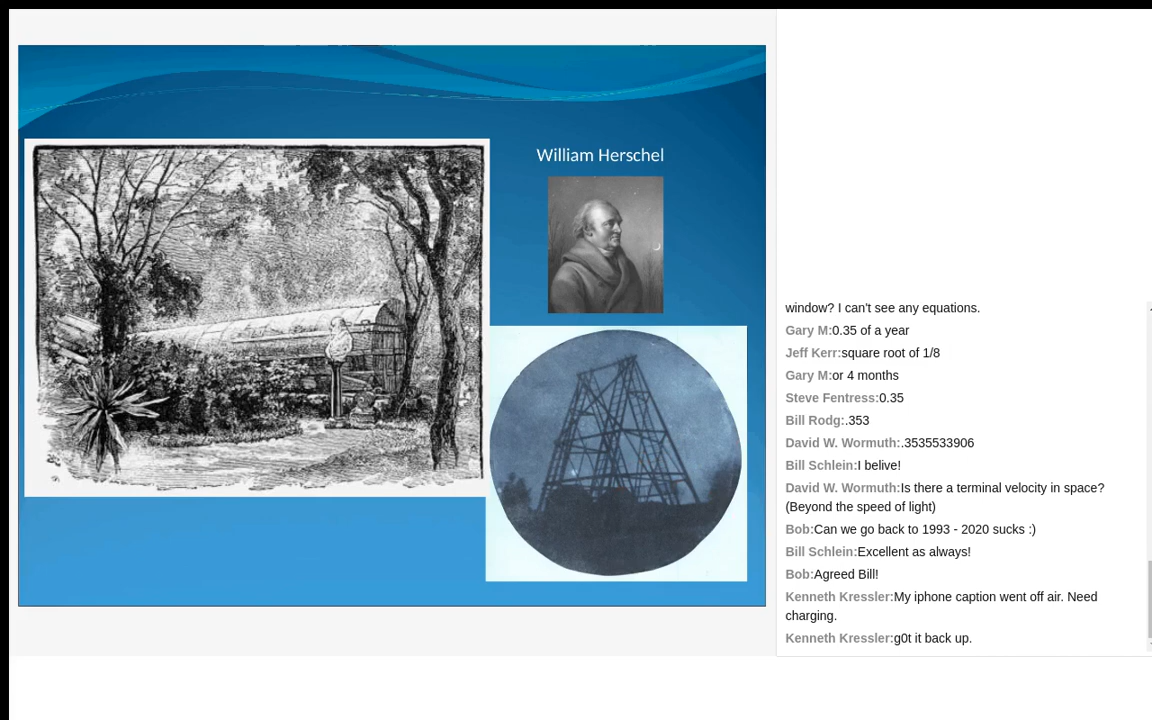 William Herschel
window? I can't see any equations.
Gary M:0.35 of a year
Jeff Kerr:square root of 1/8
Gary M:or 4 months
Steve Fentress:0.35
Bill Rodg:.353
David W. Wormuth:.3535533906
Bill Schlein:I belive!
David W. Wormuth:Is there a terminal velocity in space?
(Beyond the speed of light)
Bob:Can we go back to 1993 - 2020 sucks :)
Bill Schlein:Excellent as always!
Bob:Agreed Bill!
Kenneth Kressler:My iphone caption went off air. Need
charging.
Kenneth Kressler:g0t it back up.